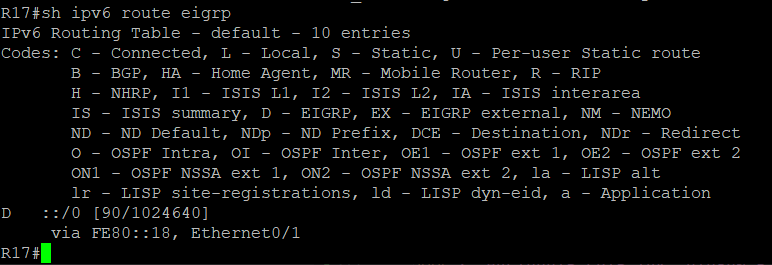 R17#sh ipv6 route eigrp
IPv6 Routing Table - default - 10 entries
Codes: C - Connected, L - Local, S - Static, U - Per-user Static route
       B - BGP, HA - Home Agent, MR - Mobile Router, R - RIP
       H - NHRP, I1 - ISIS L1, I2 - ISIS L2, IA - ISIS interarea
       IS - ISIS summary, D - EIGRP, EX - EIGRP external, NM - NEMO
       ND - ND Default, NDp - ND Prefix, DCE - Destination, NDr - Redirect
       O - OSPF Intra, OI - OSPF Inter, OE1 - OSPF ext 1, OE2 - OSPF ext 2
       ON1 - OSPF NSSA ext 1, ON2 - OSPF NSSA ext 2, la - LISP alt
       lr - LISP site-registrations, ld - LISP dyn-eid, a - Application
D   ::/0 [90/1024640]
     via FE80::18, Ethernet0/1
R17#